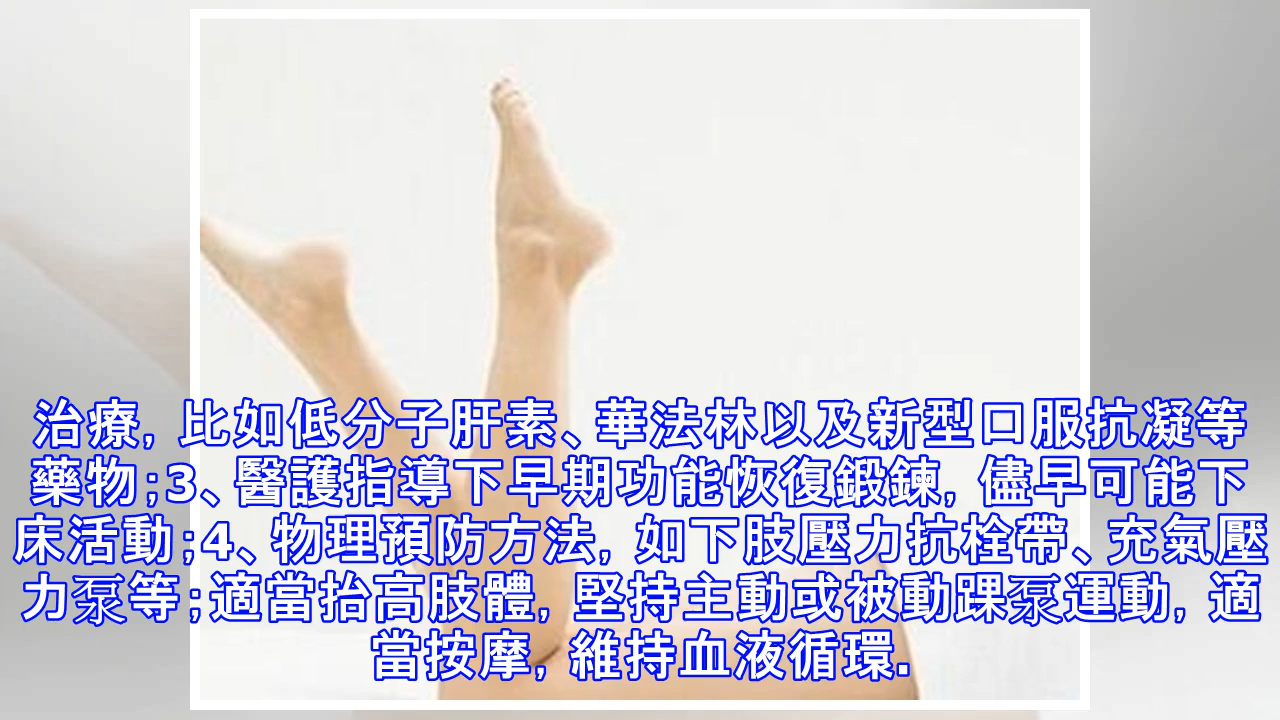 治療, 比如低分子肝素、華法林以及新型口服抗凝等
藥物;3、醫護指導下早期功能恢復鍛鍊, 儘早可能下
床活動;4、物理預防方法, 如下肢壓力抗栓帶、充氣壓
力泵等;適當抬高肢體, 堅持主動或被動踝泵運動, 適
當按摩, 維持血液循環.